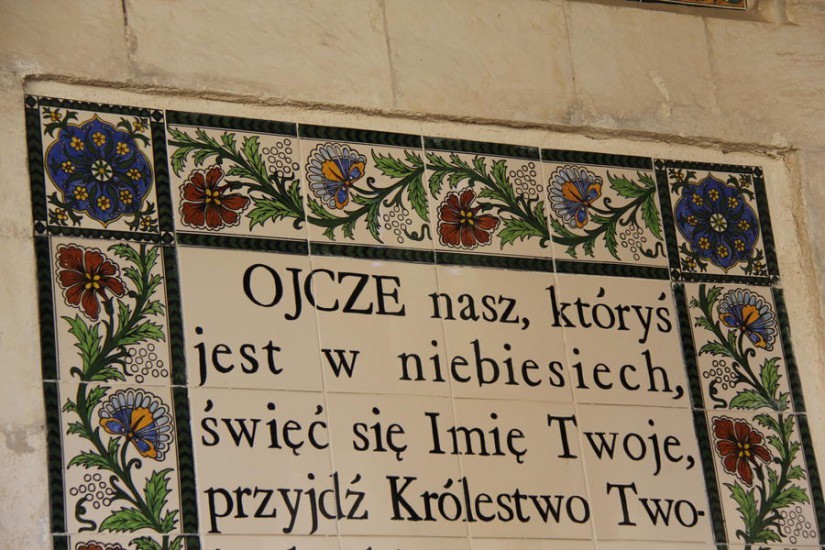 OJCZE nasz, któryś
jest w niebiesiech,
święć się Imię Twoje,
przyjdź Królestwo Two-